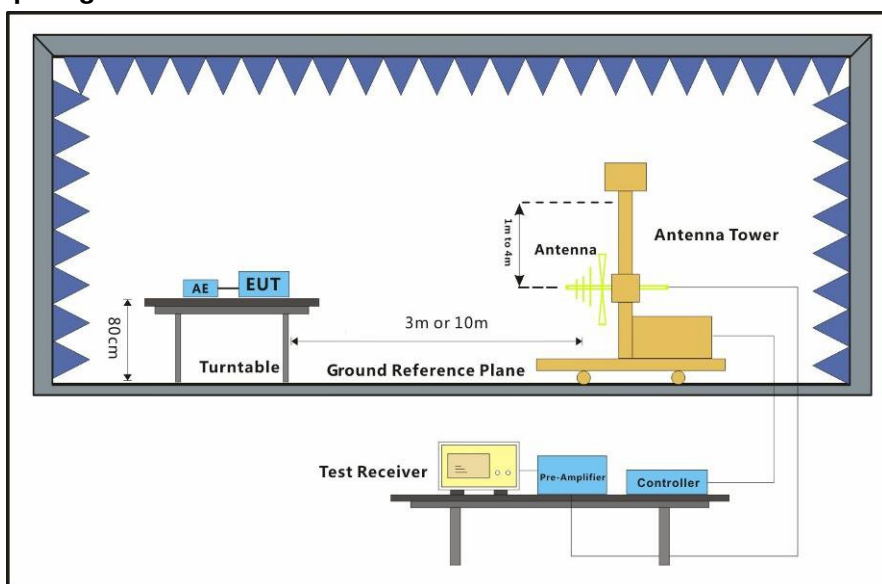 1m to 4m
Antenna
Antenna Tower
AE
EUT
80cm
3m or 10m
Turntable
Ground Reference Plane
Test Receiver
Pre-Amplifier
Controller